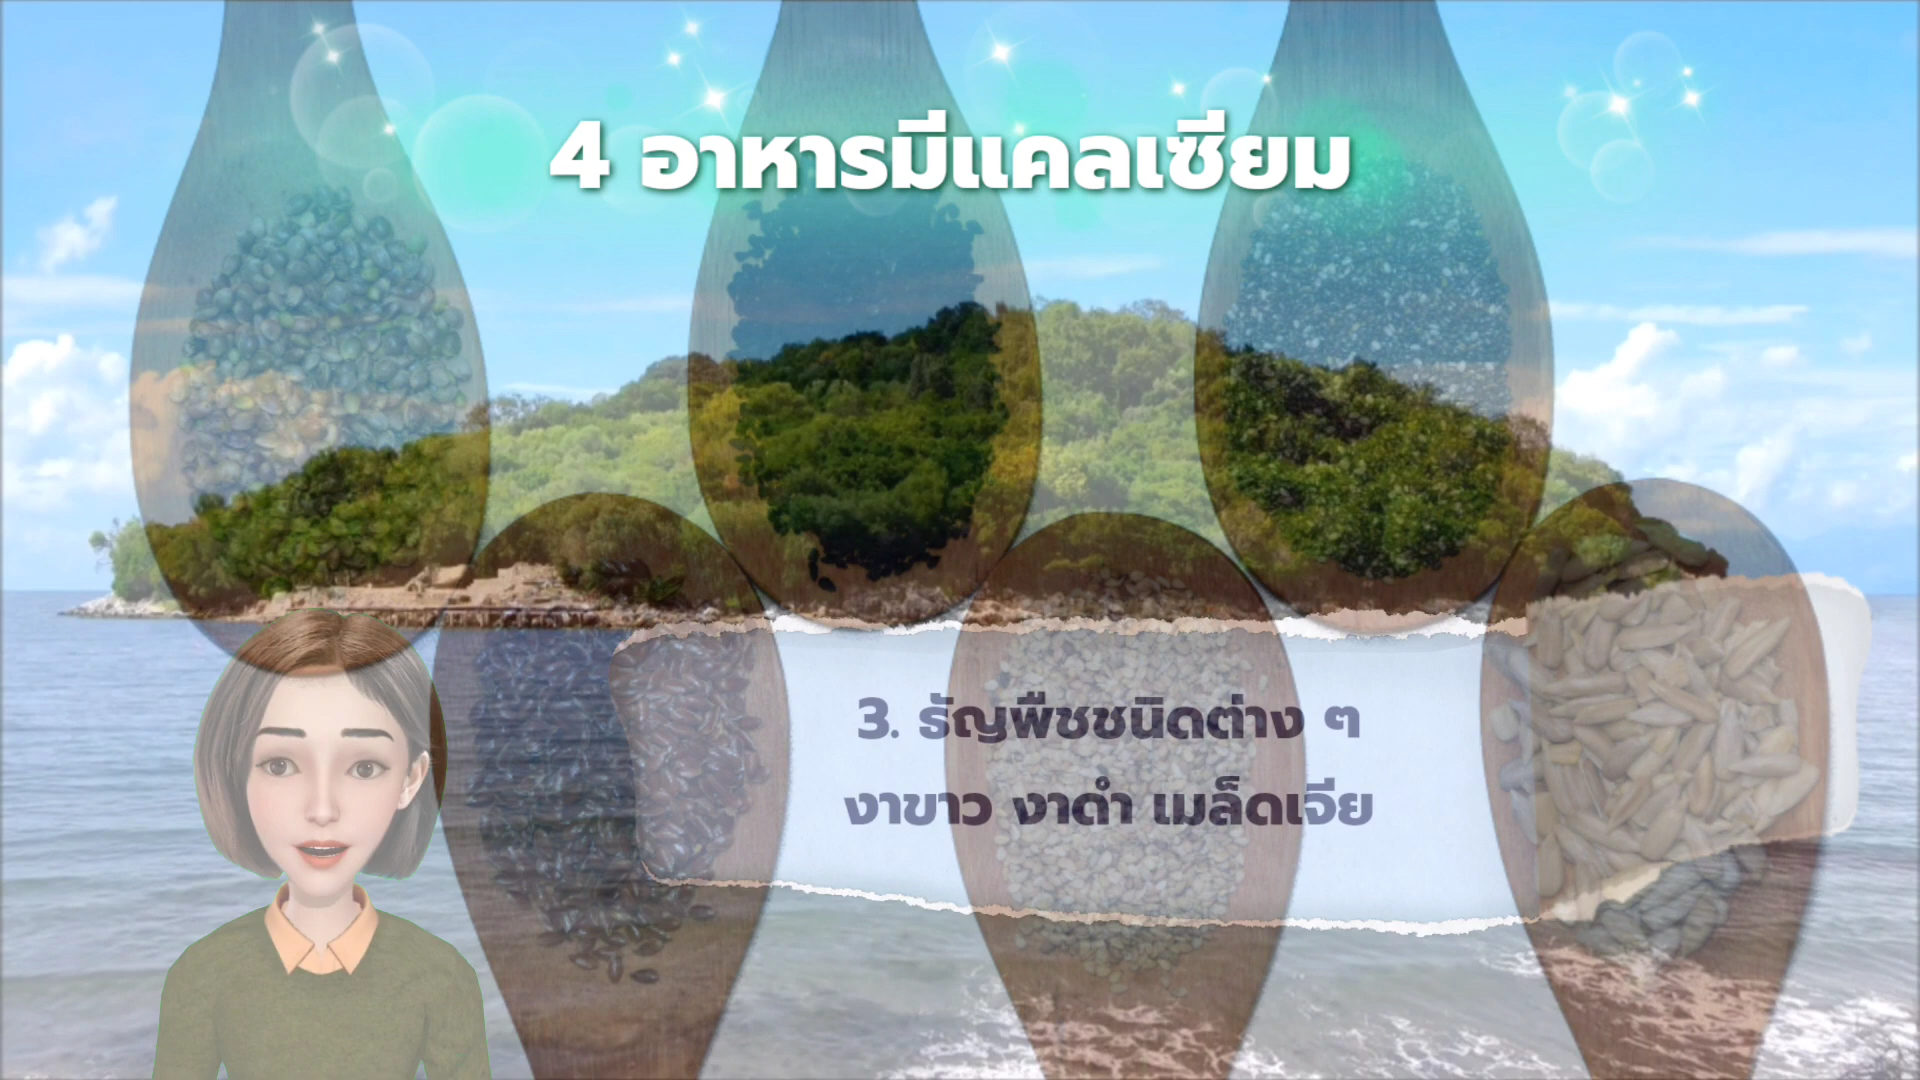 4 อาหารมีแคลเซียม
3. ธัญพืชชนิดต่าง ๆ
งาขาว งาดำ เมล็ดเจีย